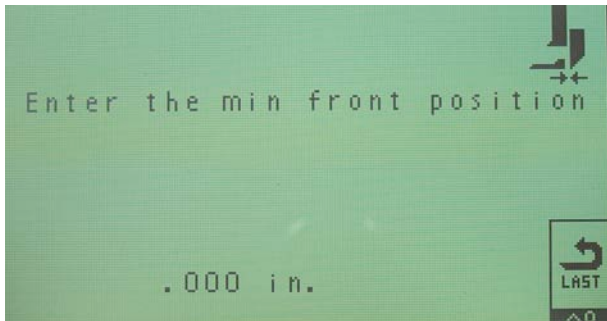 Enter the min front position
.000 in.
LAST